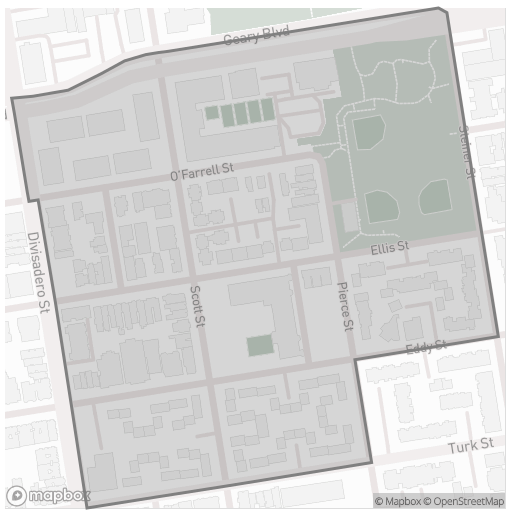 Geary Blvd
Steiner St
O'Farrell St
Divisadero St
Ellis St
Scott St
Pierce St
Eddy St
Turk St
mapbox
© Mapbox © OpenStreetMap